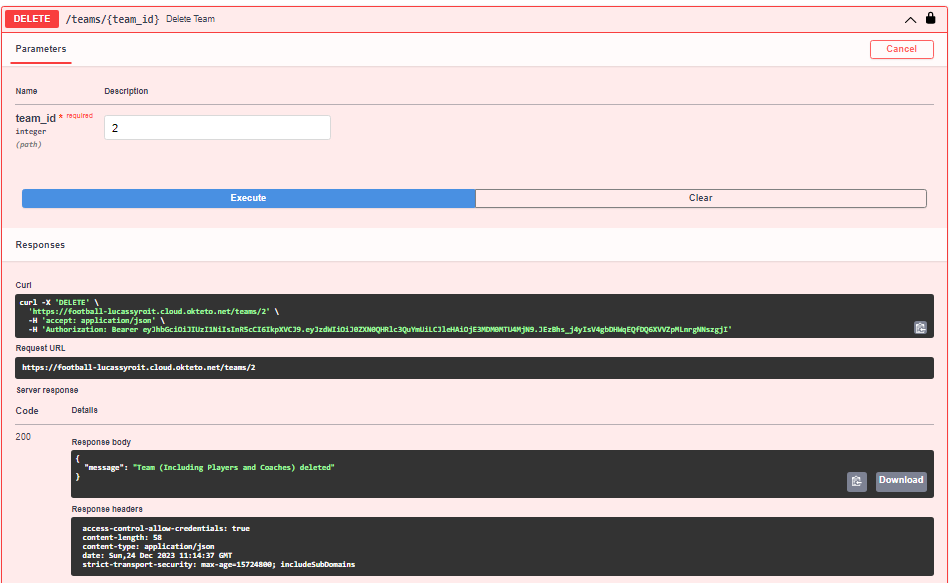 DELETE /teams/{team_id} Delete Team
Parameters
Cancel
Name Description
team_id * required
integer
(path)
2
Execute Clear
Responses
Curl
curl -X 'DELETE' \
'https://football-lucassyroit.cloud.okteto.net/teams/2' \
-H 'accept: application/json' \
-H 'Authorization: Bearer
Request URL
https://football-lucassyroit.cloud.okteto.net/teams/2
Server response
Code Details
200
Response body
{
"message": "Team (Including Players and Coaches) deleted"
}
Download
Response headers
access-control-allow-credentials: true
content-length: 58
content-type: application/json
date: Sun,24 Dec 2023 11:14:37 GMT
strict-transport-security: max-age=15724800; includeSubDomains